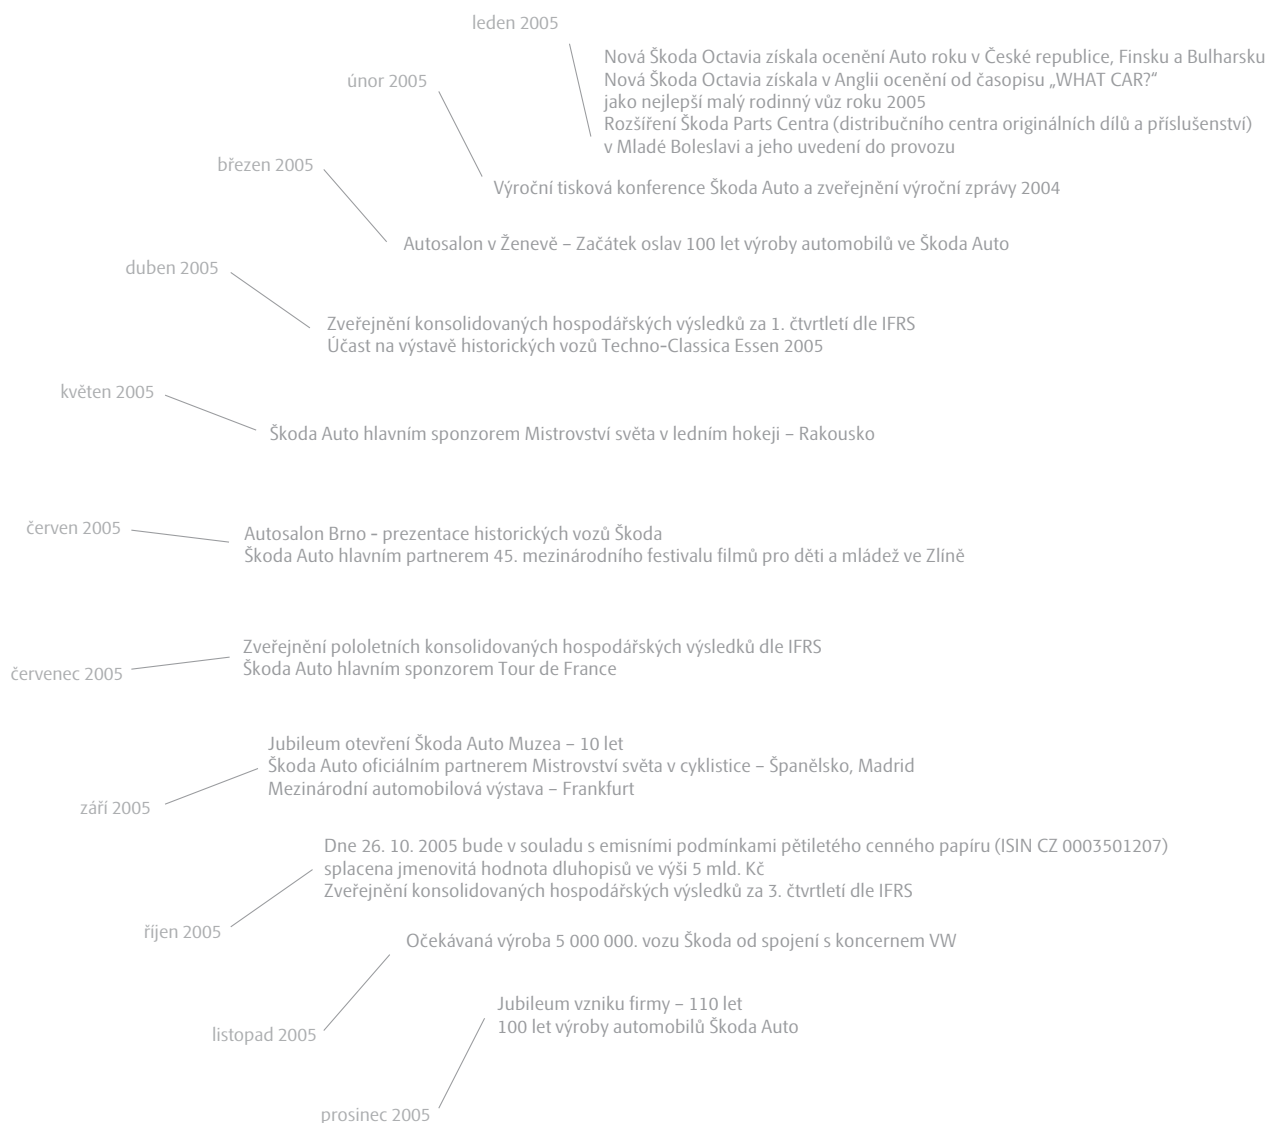 leden 2005
Nová Škoda Octavia získala ocenění Auto roku v České republice, Finsku a Bulharsku
Nová Škoda Octavia získala v Anglii ocenění od časopisu „WHAT CAR?“
jako nejlepší malý rodinný vůz roku 2005
Rozšíření Škoda Parts Centra (distribučního centra originálních dílů a příslušenství)
v Mladé Boleslavi a jeho uvedení do provozu
únor 2005
Výroční tisková konference Škoda Auto a zveřejnění výroční zprávy 2004
březen 2005
Autosalon v Ženevě – Začátek oslav 100 let výroby automobilů ve Škoda Auto
duben 2005
Zveřejnění konsolidovaných hospodářských výsledků za 1. čtvrtletí dle IFRS
Účast na výstavě historických vozů Techno-Classica Essen 2005
květen 2005
Škoda Auto hlavním sponzorem Mistrovství světa v ledním hokeji – Rakousko
červen 2005
Autosalon Brno - prezentace historických vozů Škoda
Škoda Auto hlavním partnerem 45. mezinárodního festivalu filmů pro děti a mládež ve Zlíně
červenec 2005
Zveřejnění pololetních konsolidovaných hospodářských výsledků dle IFRS
Škoda Auto hlavním sponzorem Tour de France
září 2005
Jubileum otevření Škoda Auto Muzea – 10 let
Škoda Auto oficiálním partnerem Mistrovství světa v cyklistice – Španělsko, Madrid
Mezinárodní automobilová výstava – Frankfurt
říjen 2005
Dne 26. 10. 2005 bude v souladu s emisními podmínkami pětiletého cenného papíru (ISIN CZ 0003501207)
splacena jmenovitá hodnota dluhopisů ve výši 5 mld. Kč
Zveřejnění konsolidovaných hospodářských výsledků za 3. čtvrtletí dle IFRS
listopad 2005
Očekávaná výroba 5 000 000. vozu Škoda od spojení s koncernem VW
prosinec 2005
Jubileum vzniku firmy – 110 let
100 let výroby automobilů Škoda Auto